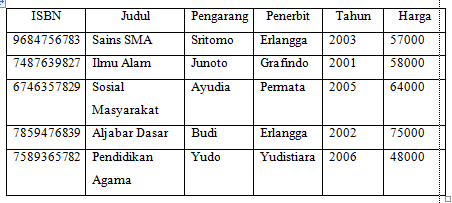 ISBN Judul Pengarang Penerbit Tahun Harga
9684756783 Sains SMA Sritomo Erlangga 2003 57000
7487639827 Ilmu Alam Junoto Grafindo 2001 58000
6746357829 Sosial Ayudia Permata 2005 64000
Masyarakat
7859476839 Aljabar Dasar Budi Erlangga 2002 75000
7589365782 Pendidikan Yudo Yudistiara 2006 48000
Agama